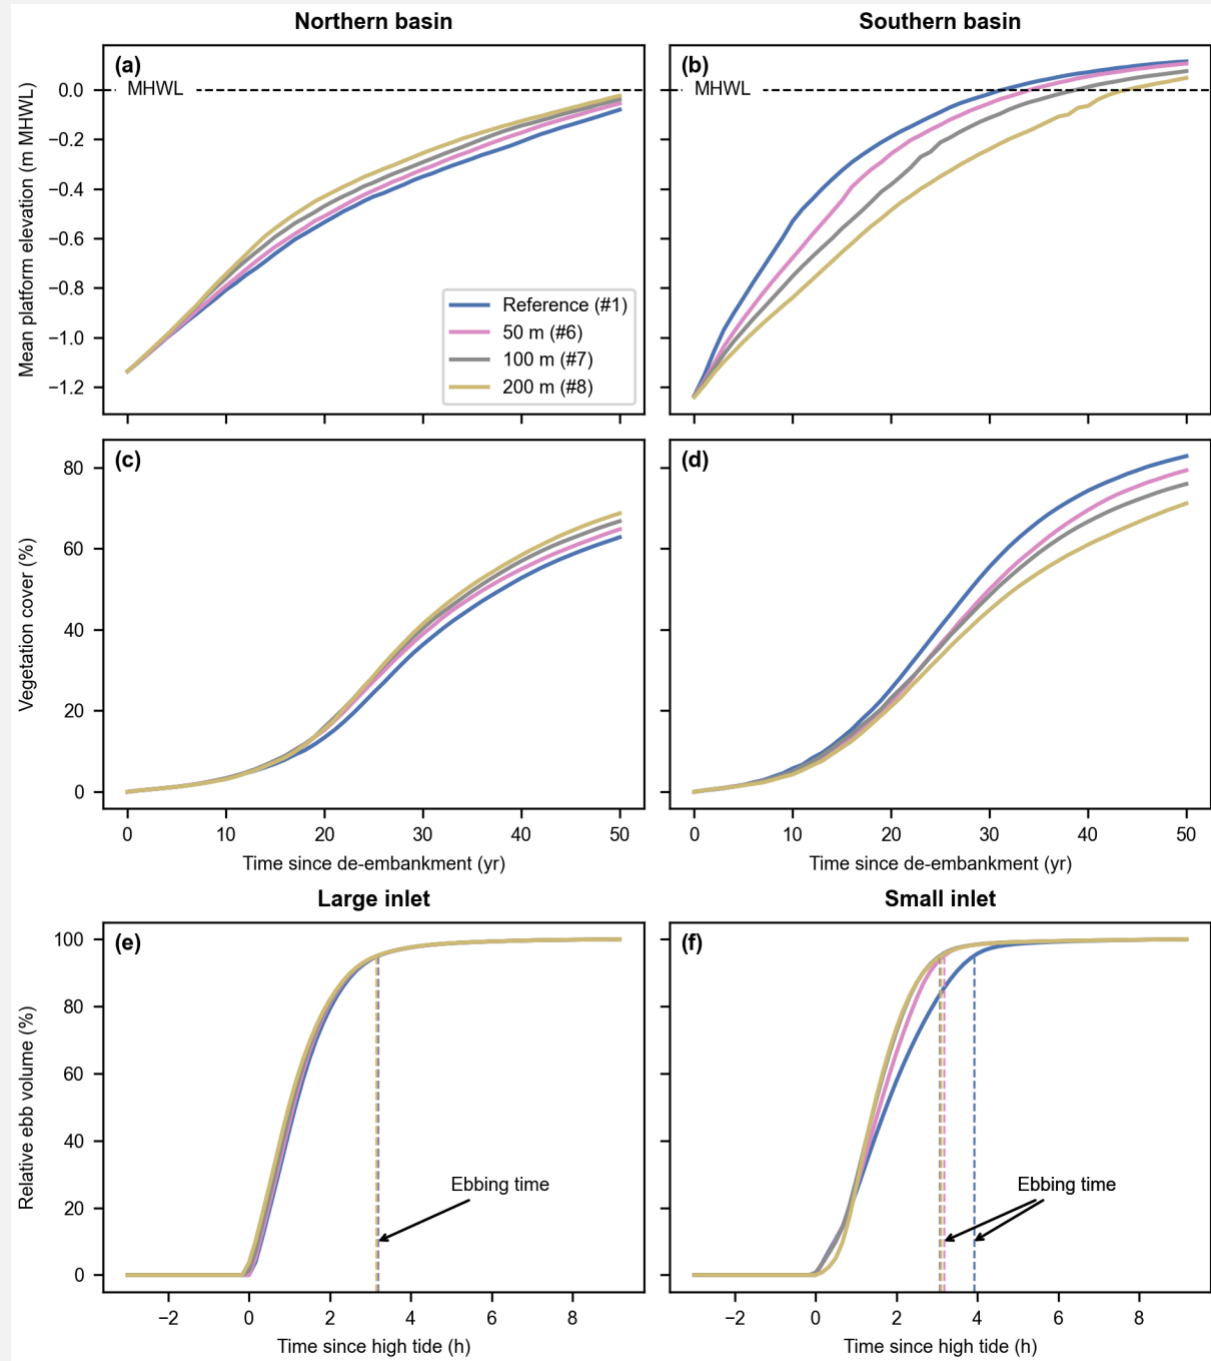 Northern basin
Southern basin
(a)
(b)
MHWL
MHWL
Mean platform elevation (m MHWL)
0.0
−0.2
−0.4
−0.6
−0.8
−1.0
−1.2
Reference (#1)
50 m (#6)
100 m (#7)
200 m (#8)
(c)
(d)
Vegetation cover (%)
80
60
40
20
0
0 10 20 30 40 50
0 10 20 30 40 50
Time since de-embankment (yr)
Time since de-embankment (yr)
Large inlet
Small inlet
(e)
(f)
Relative ebb volume (%)
100
80
60
40
20
0
Ebbing time
Ebbing time
−2 0 2 4 6 8
−2 0 2 4 6 8
Time since high tide (h)
Time since high tide (h)